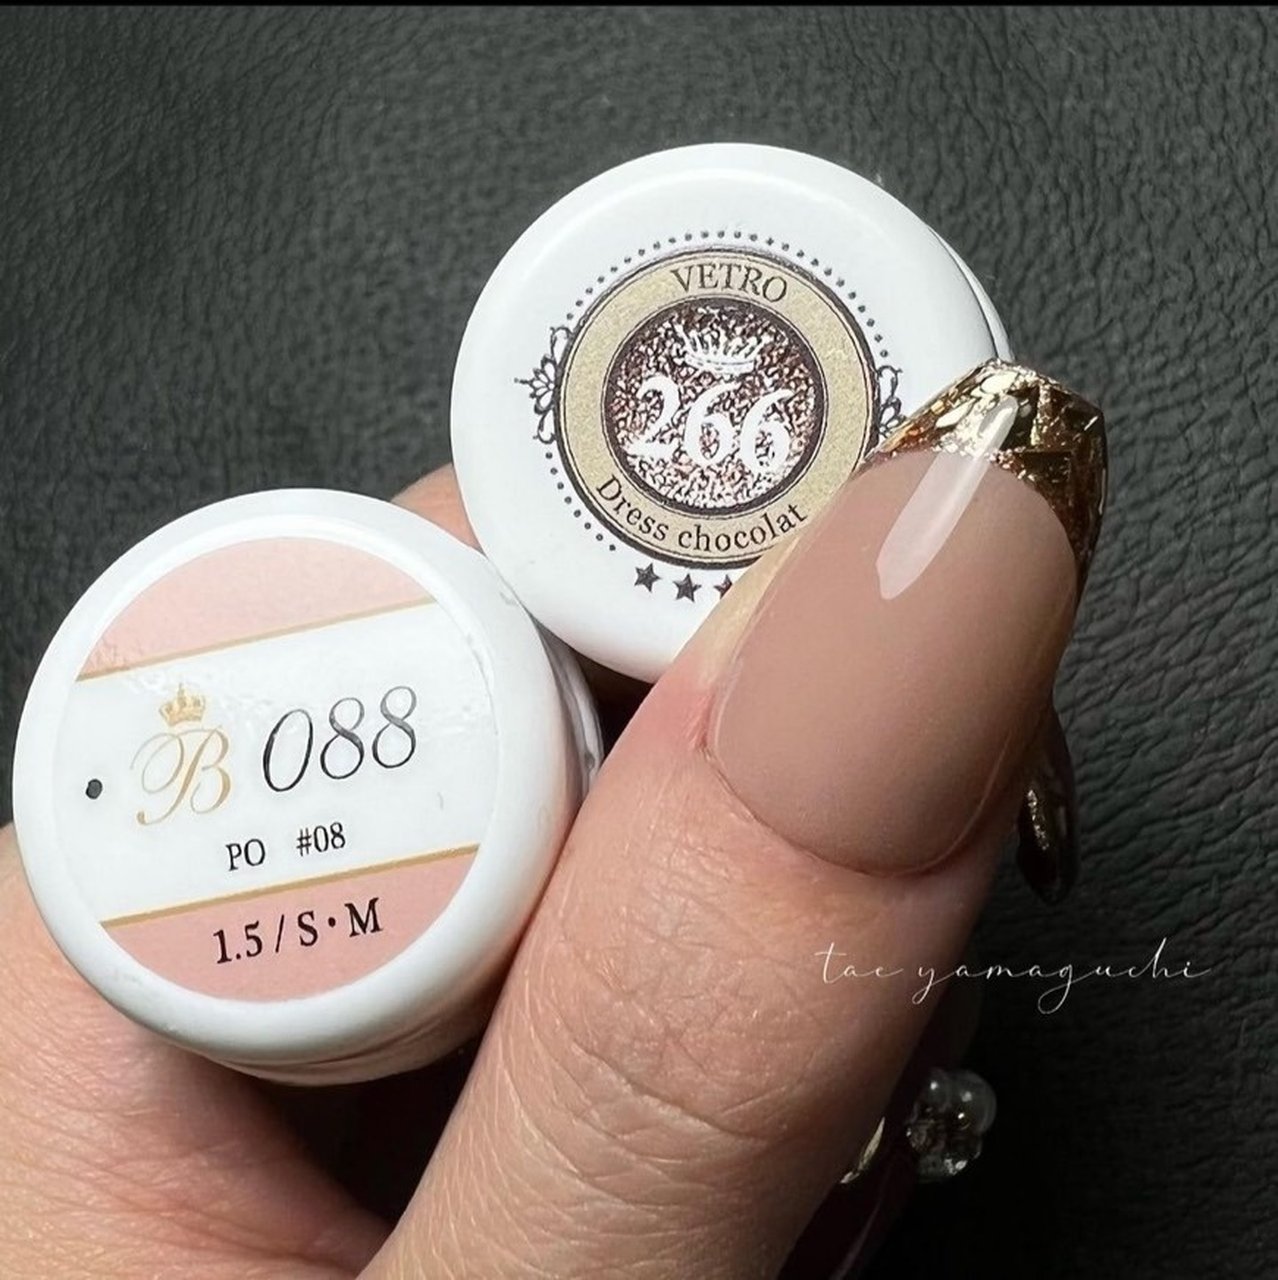 VETRO
266
Dress chocolat
B 088
PO #08
1.5 / S・M
tae yamaguchi